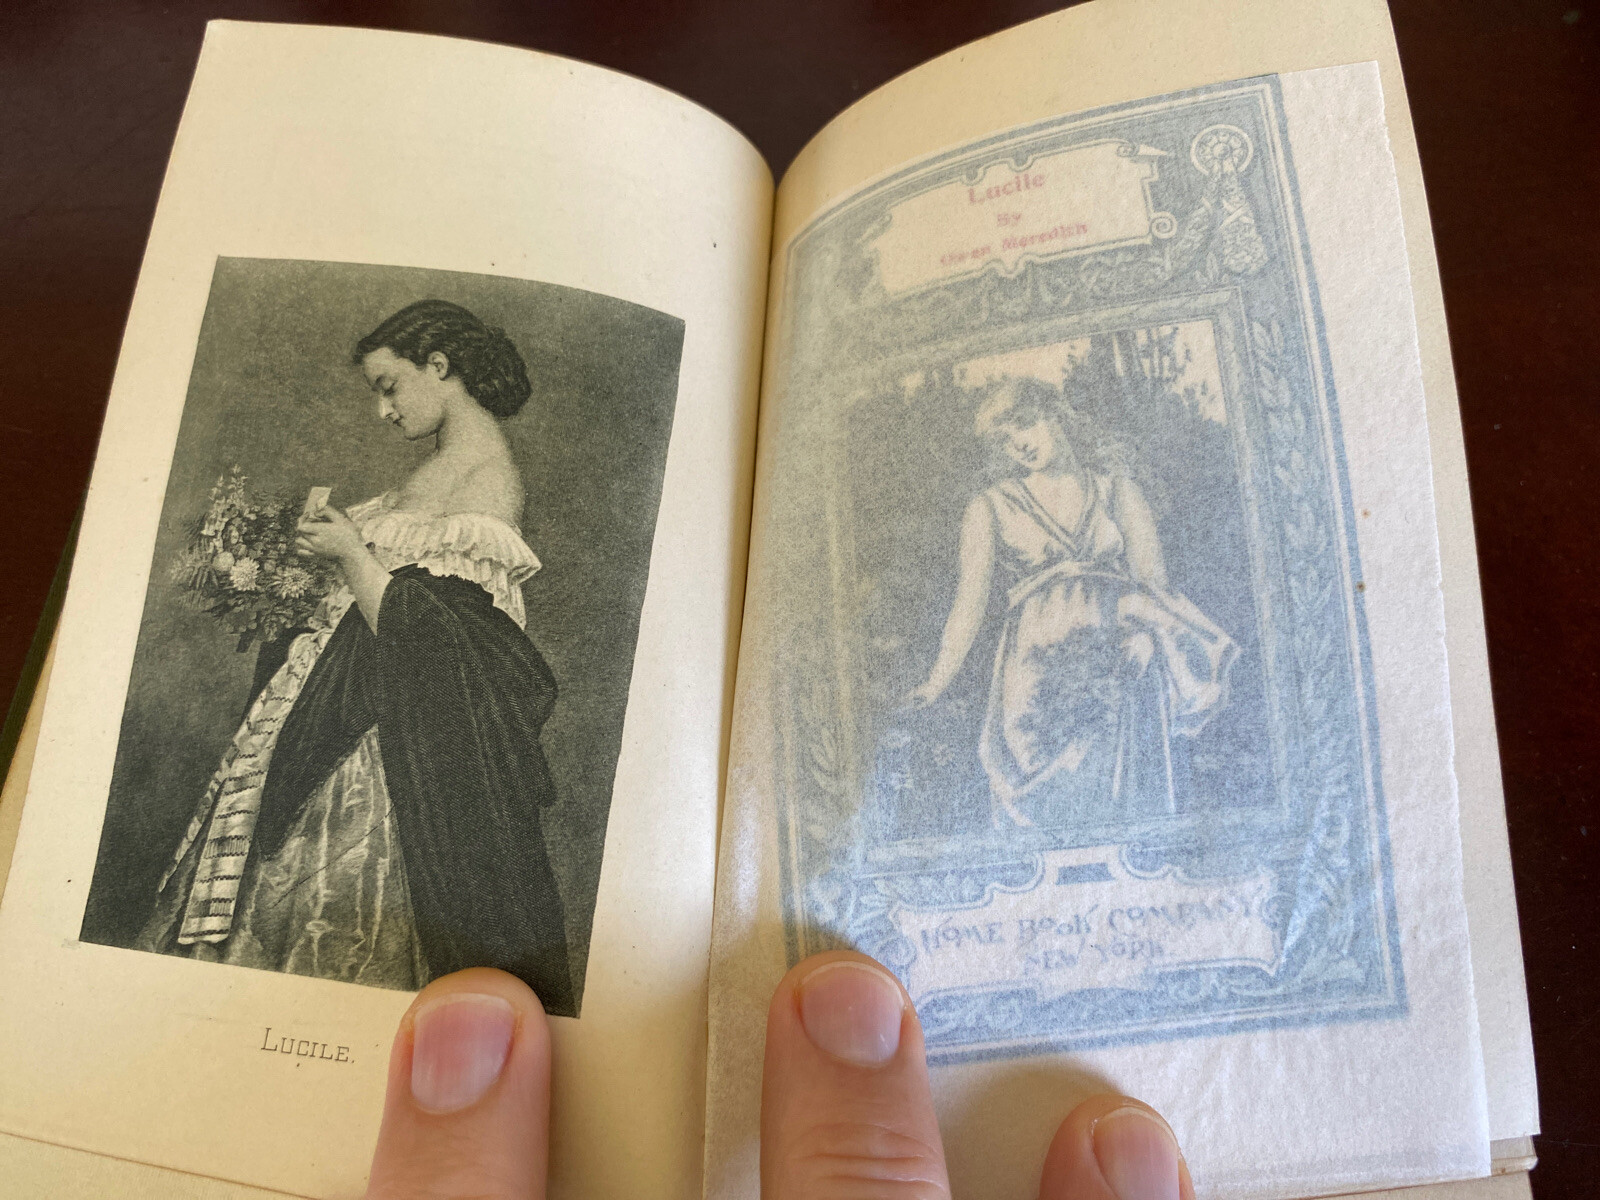 LUCILE.
Lucile
By
Owen Meredith
HOME BOOK COMPANY
NEW YORK